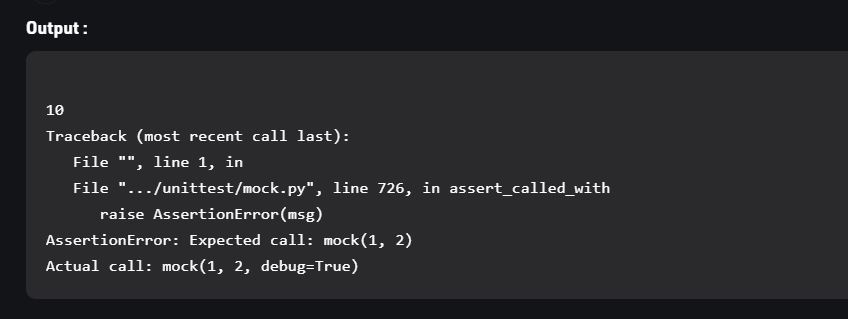 Output :
10
Traceback (most recent call last):
File "", line 1, in
File ".../unittest/mock.py", line 726, in assert_called_with
raise AssertionError(msg)
AssertionError: Expected call: mock(1, 2)
Actual call: mock(1, 2, debug=True)